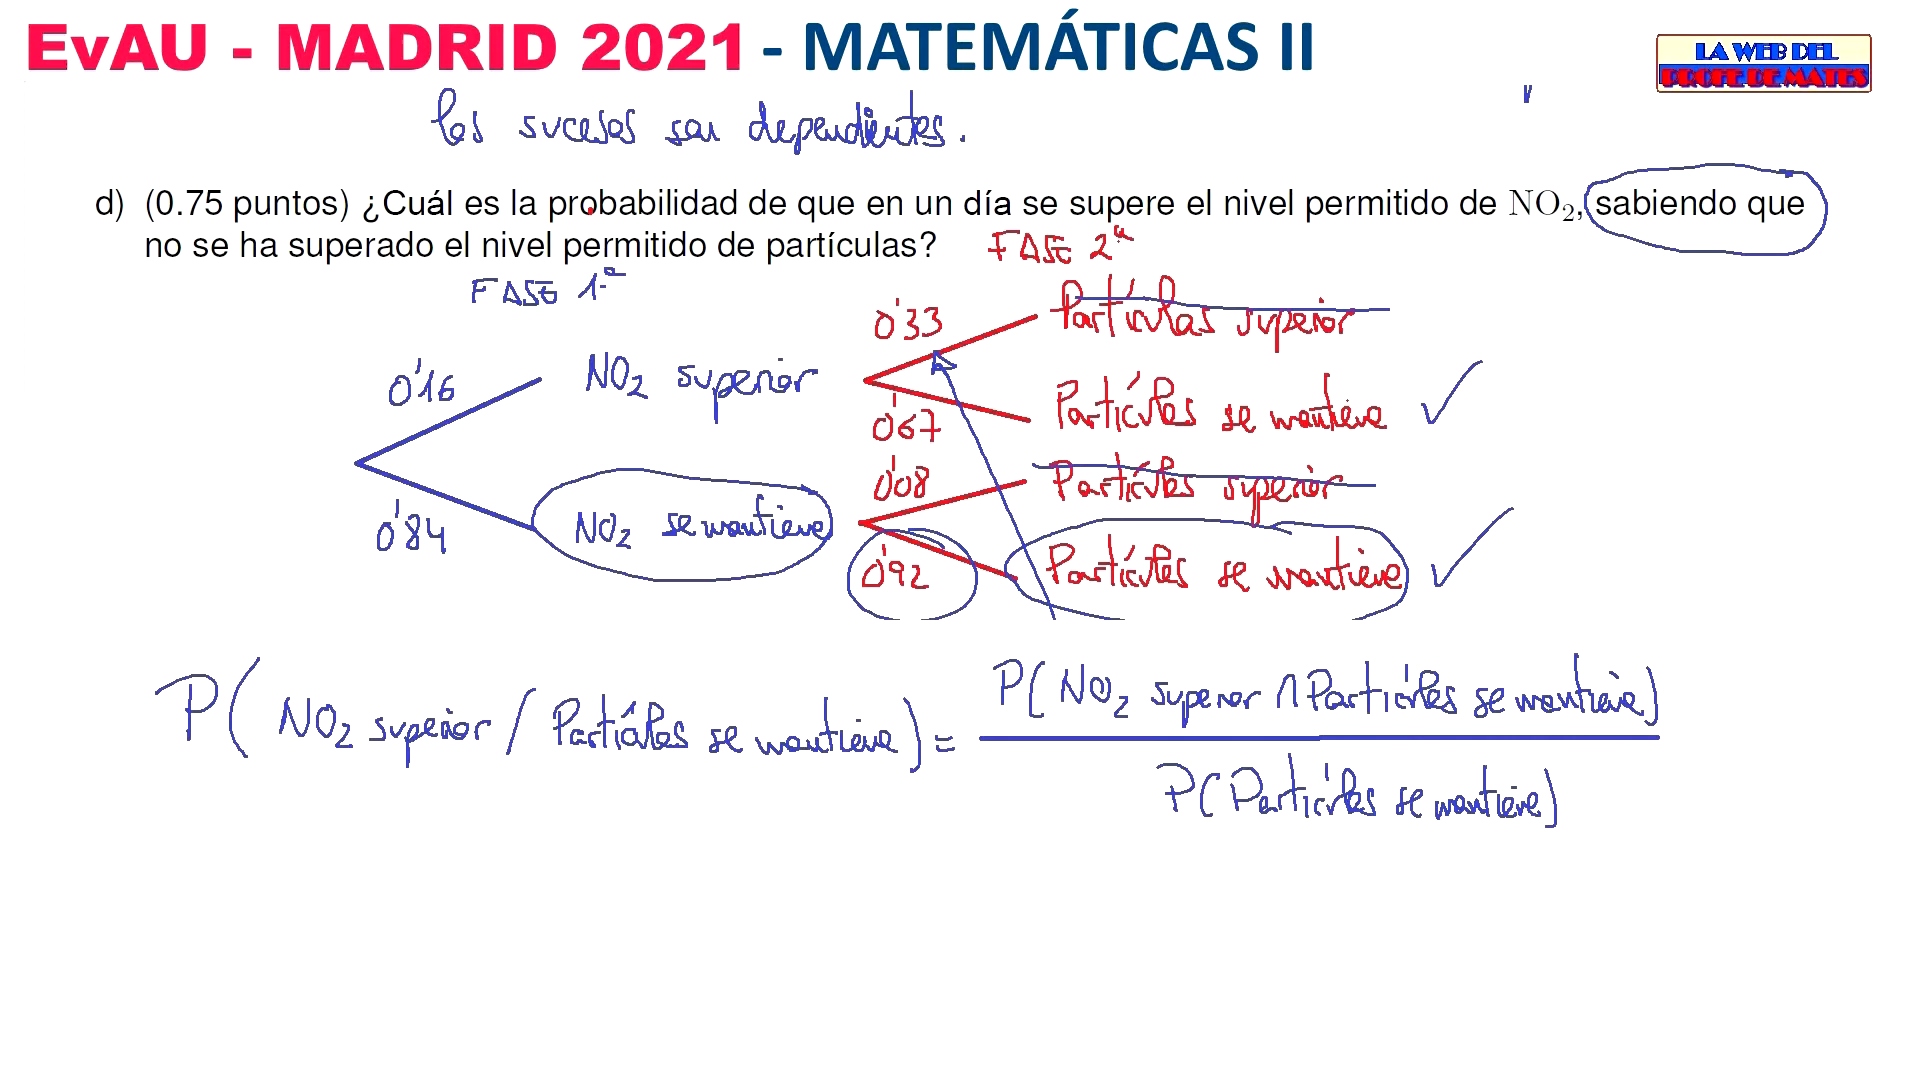 EvAU - MADRID 2021 - MATEMÁTICAS II
LA WEB DEL
PROFE DE MATES
los sucesos son dependientes.
d) (0.75 puntos) ¿Cuál es la probabilidad de que en un día se supere el nivel permitido de NO₂, sabiendo que
no se ha superado el nivel permitido de partículas?
FASE 1ª
FASE 2ª
0'16 NO₂ superior
0'33 Partículas superior
0'67 Partículas se mantiene ✓
0'84 NO₂ se mantiene
0'08 Partículas superior
0'92 Partículas se mantiene ✓
P( NO₂ superior / Partículas se mantiene ) =
P( NO₂ superior ∩ Partículas se mantiene )
P( Partículas se mantiene )